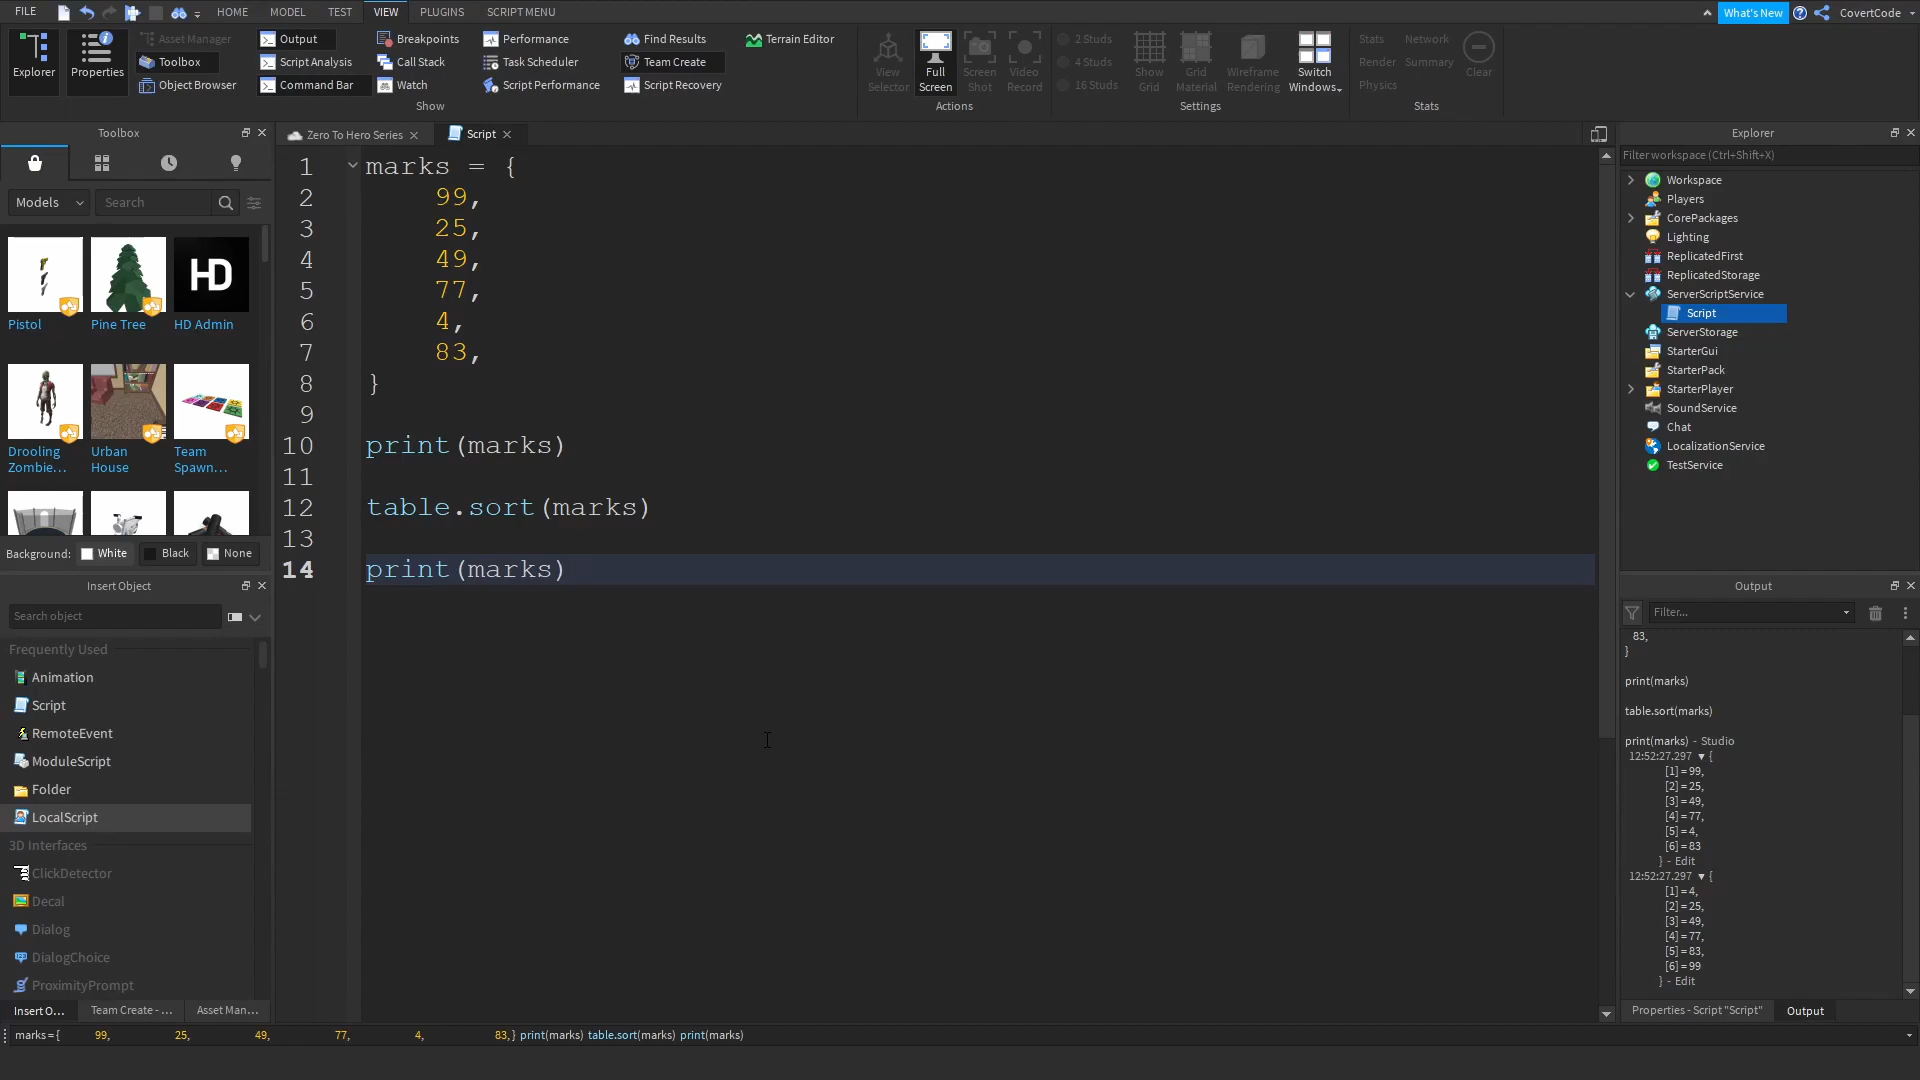 FILE HOME MODEL TEST VIEW PLUGINS SCRIPT MENU What's New CovertCode
Explorer
Properties
Asset Manager
Toolbox
Object Browser
Output
Script Analysis
Command Bar
Breakpoints
Call Stack
Watch
Performance
Task Scheduler
Script Performance
Find Results
Team Create
Script Recovery
Terrain Editor
Show
View
Selector
Full
Screen
Screen
Shot
Video
Record
Actions
2 Studs
4 Studs
16 Studs
Show
Grid
Grid
Material
Wireframe
Rendering
Switch
Windows
Settings
Stats Network
Render Summary
Physics
Clear
Stats
Toolbox
Models Search
HD
Pistol Pine Tree HD Admin
Drooling
Zombie...
Urban
House
Team
Spawn...
Background: White Black None
Insert Object
Search object
Frequently Used
Animation
Script
RemoteEvent
ModuleScript
Folder
LocalScript
3D Interfaces
ClickDetector
Decal
Dialog
DialogChoice
ProximityPrompt
Insert O... Team Create - ... Asset Man...
Zero To Hero Series Script
1 marks = {
2 99,
3 25,
4 49,
5 77,
6 4,
7 83,
8 }
9
10 print(marks)
11
12 table.sort(marks)
13
14 print(marks)
Explorer
Filter workspace (Ctrl+Shift+X)
Workspace
Players
CorePackages
Lighting
ReplicatedFirst
ReplicatedStorage
ServerScriptService
Script
ServerStorage
StarterGui
StarterPack
StarterPlayer
SoundService
Chat
LocalizationService
TestService
Output
Filter...
83,
}
print(marks)
table.sort(marks)
print(marks) - Studio
12:52:27.297 ▼ {
[1] = 99,
[2] = 25,
[3] = 49,
[4] = 77,
[5] = 4,
[6] = 83
} - Edit
12:52:27.297 ▼ {
[1] = 4,
[2] = 25,
[3] = 49,
[4] = 77,
[5] = 83,
[6] = 99
} - Edit
Properties - Script "Script" Output
marks = { 99, 25, 49, 77, 4, 83, } print(marks) table.sort(marks) print(marks)